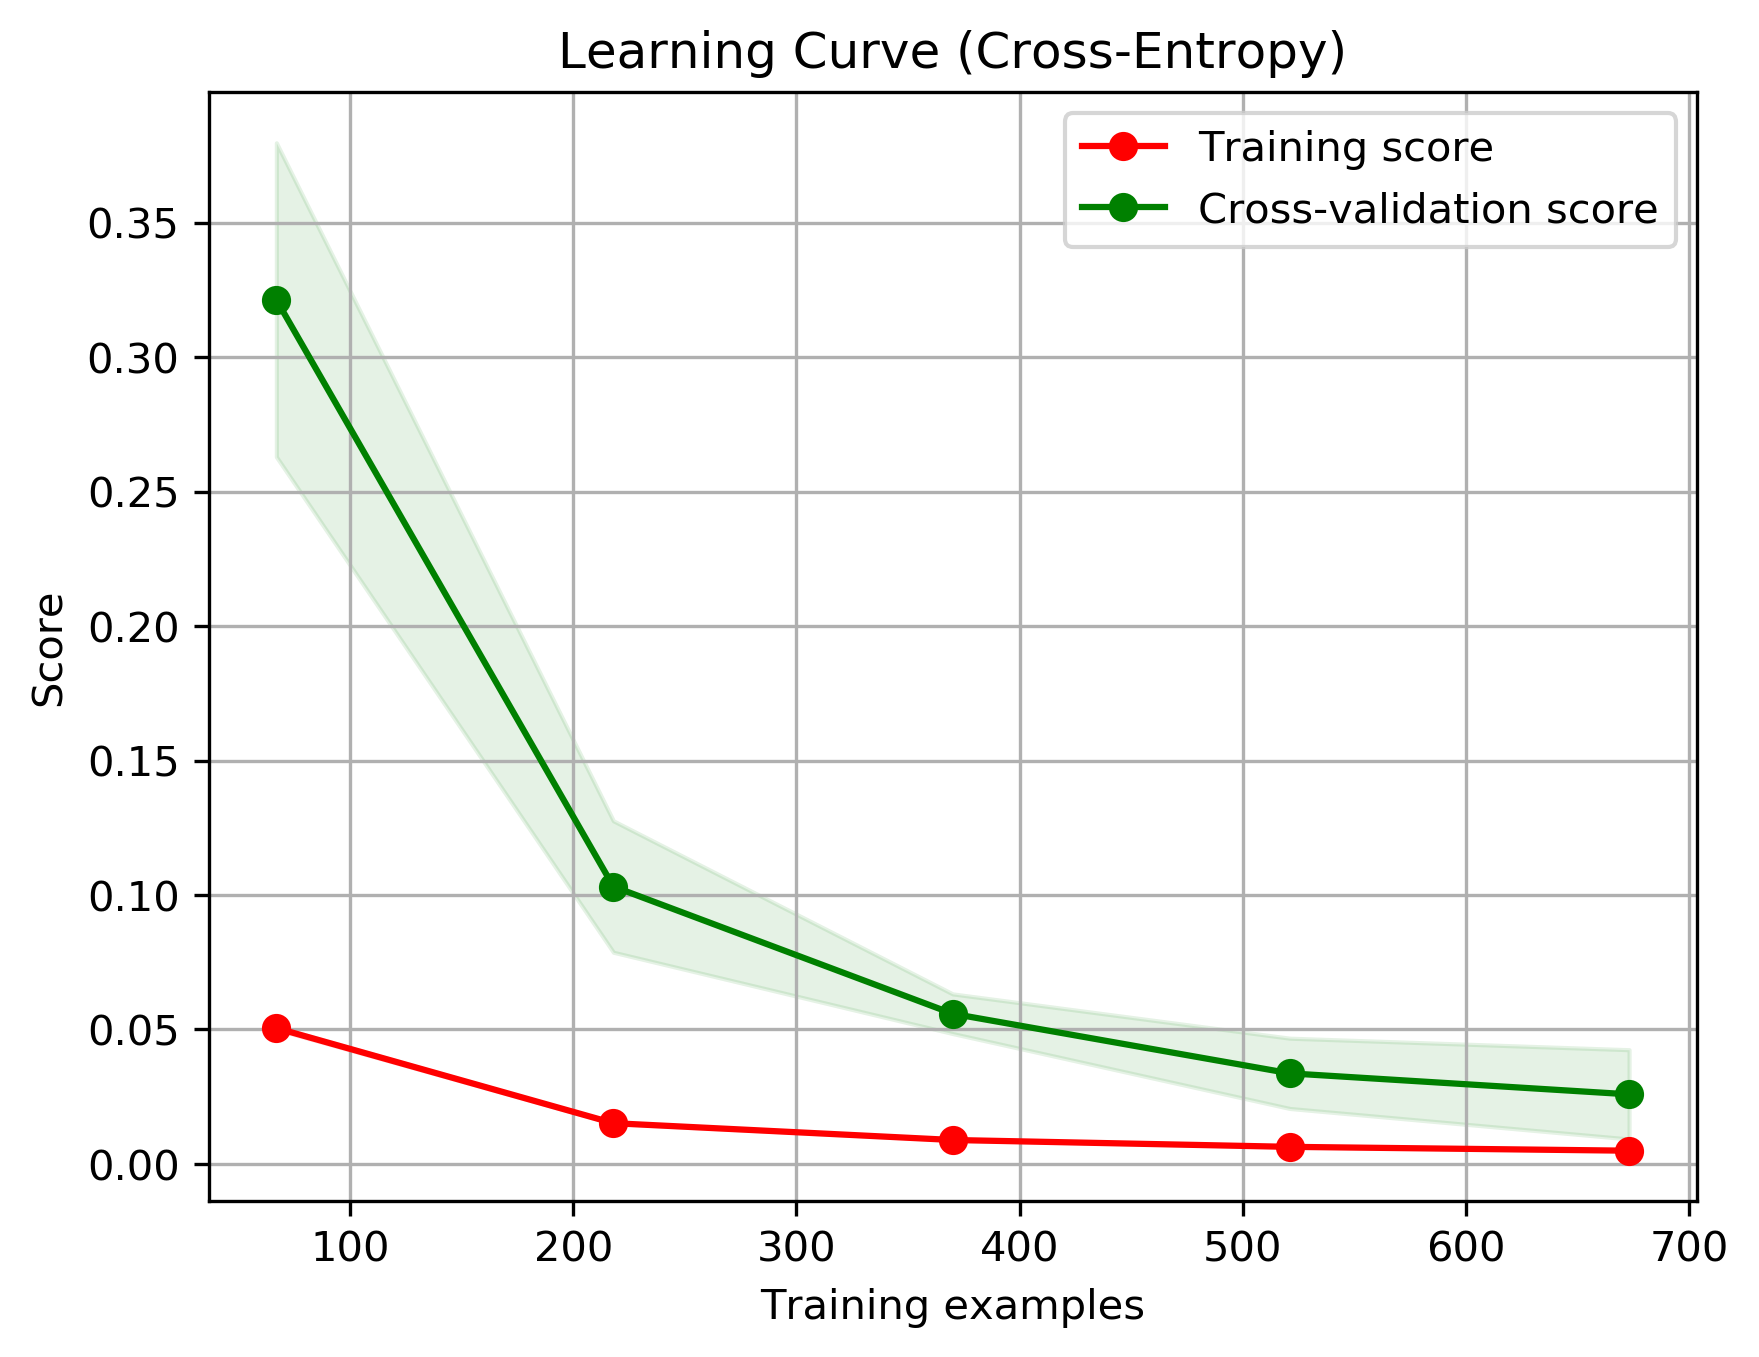 Learning Curve (Cross-Entropy)
Training score
Cross-validation score
0.35
0.30
0.25
0.20
0.15
0.10
0.05
0.00
Score
100 200 300 400 500 600 700
Training examples